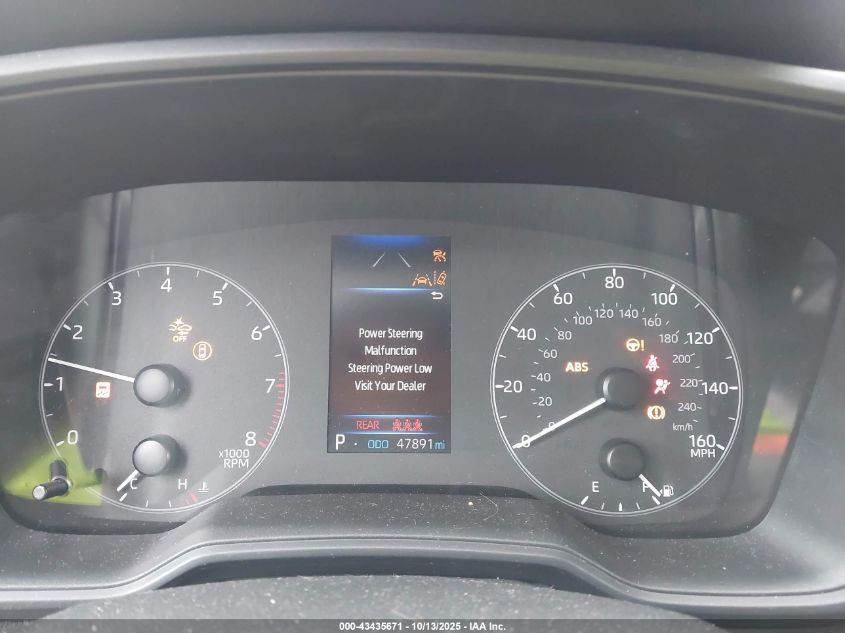 0
1
2
3
4
5
6
7
8
x1000
RPM
OFF
C
H
Power Steering
Malfunction
Steering Power Low
Visit Your Dealer
REAR
P
ODO 47891 mi
0
20
40
60
80
100
120
140
160
MPH
0
20
40
60
80
100
120
140
160
180
200
220
240
km/h
ABS
E
F
000-43435671 - 10/13/2025 - IAA Inc.